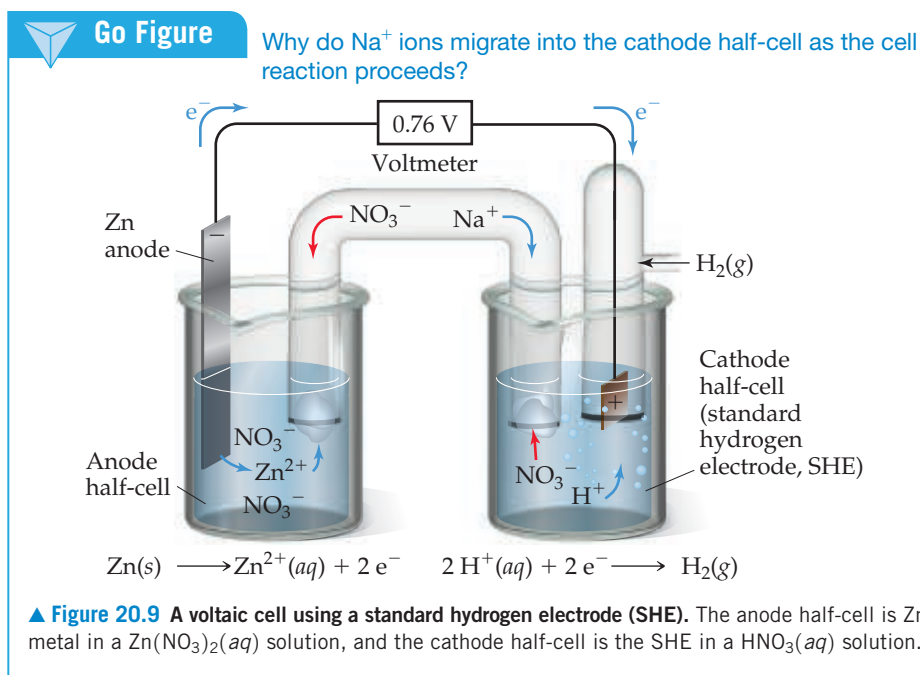 Go Figure
Why do Na⁺ ions migrate into the cathode half-cell as the cell
reaction proceeds?
e⁻
0.76 V
e⁻
Voltmeter
Zn
anode
−
NO₃⁻
Na⁺
H₂(g)
Cathode
half-cell
(standard
hydrogen
electrode, SHE)
+
Anode
half-cell
NO₃⁻
Zn²⁺
NO₃⁻
NO₃⁻
H⁺
Zn(s) ⟶ Zn²⁺(aq) + 2 e⁻
2 H⁺(aq) + 2 e⁻ ⟶ H₂(g)
▲ Figure 20.9 A voltaic cell using a standard hydrogen electrode (SHE). The anode half-cell is
metal in a Zn(NO₃)₂(aq) solution, and the cathode half-cell is the SHE in a HNO₃(aq) solution.